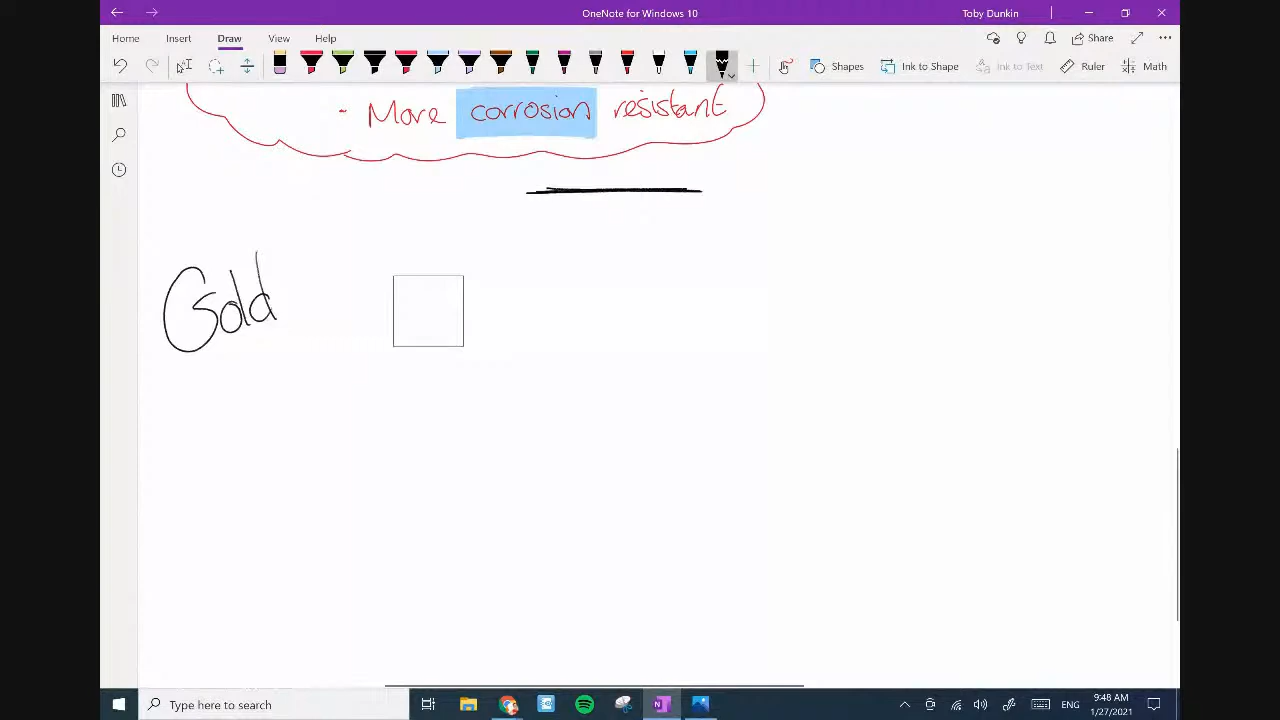 OneNote for Windows 10
Toby Dunkin
Home Insert Draw View Help
Share
Shapes
Ink to Shape
Ink to Text
Ruler
Math
- More corrosion resistant
Gold
Type here to search
ENG
9:48 AM
1/27/2021